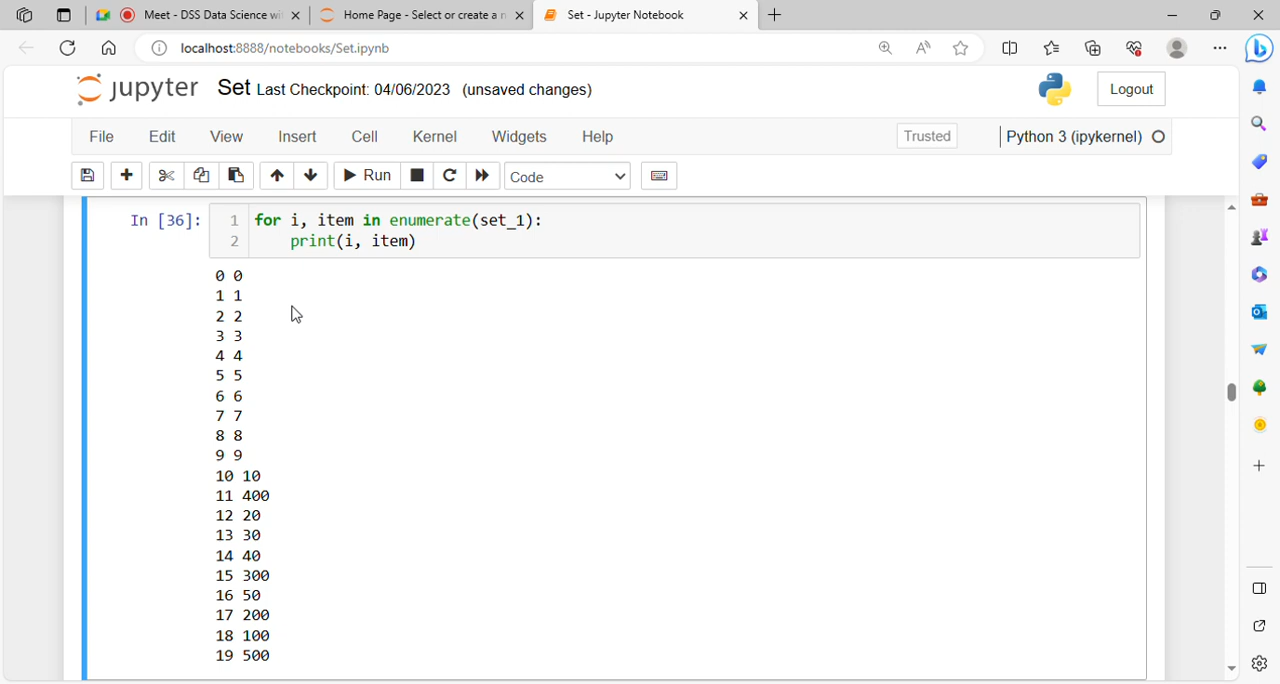 Meet - DSS Data Science wi
Home Page - Select or create a n
Set - Jupyter Notebook
localhost:8888/notebooks/Set.ipynb
jupyter Set Last Checkpoint: 04/06/2023 (unsaved changes)
Logout
File Edit View Insert Cell Kernel Widgets Help
Trusted
Python 3 (ipykernel)
Run
Code
In [36]:
1 for i, item in enumerate(set_1):
2 print(i, item)
0 0
1 1
2 2
3 3
4 4
5 5
6 6
7 7
8 8
9 9
10 10
11 400
12 20
13 30
14 40
15 300
16 50
17 200
18 100
19 500